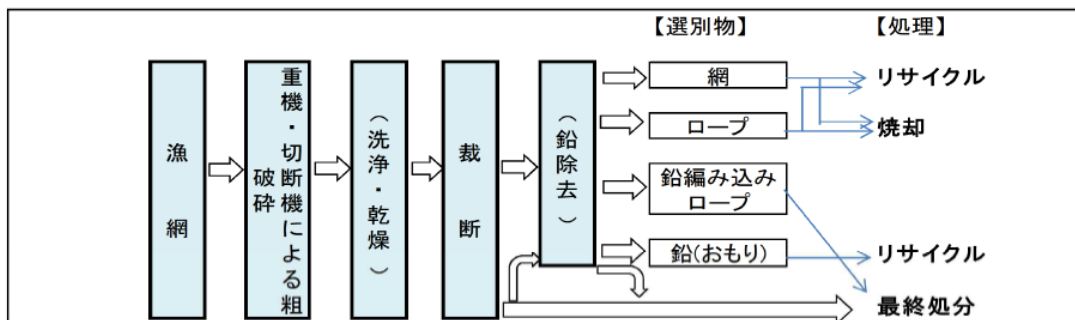 【選別物】
【処理】
漁網
重機・切断機による粗
破砕
（洗浄・乾燥）
裁断
（鉛除去）
網
ロープ
鉛編み込み
ロープ
鉛(おもり)
リサイクル
焼却
リサイクル
最終処分